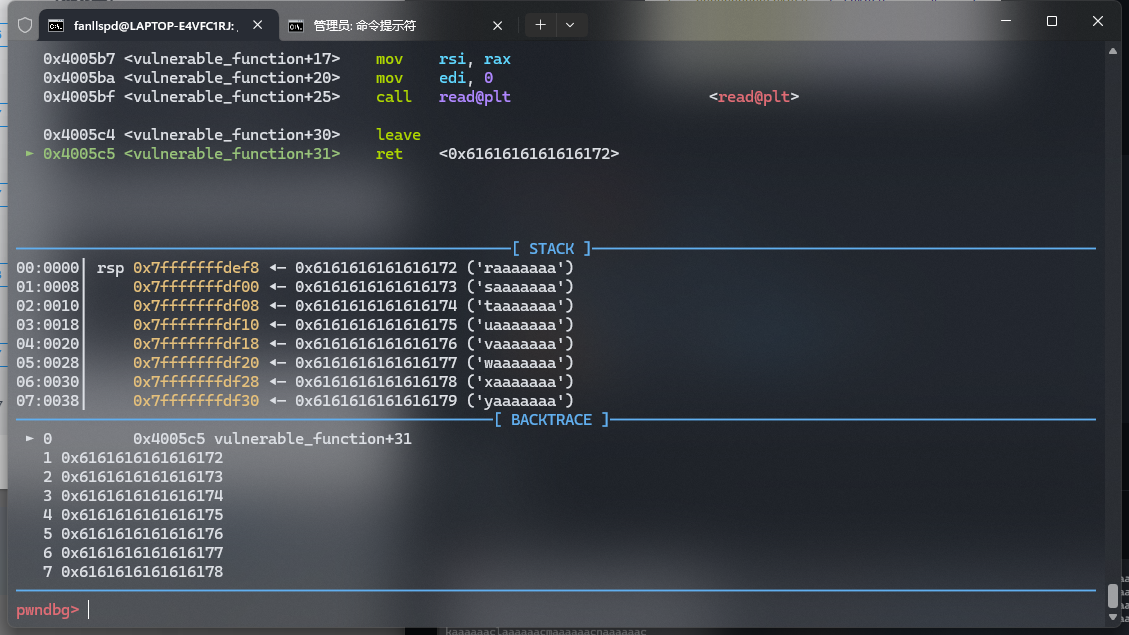 fanllspd@LAPTOP-E4VFC1RJ: 管理员: 命令提示符
0x4005b7 <vulnerable_function+17> mov rsi, rax
0x4005ba <vulnerable_function+20> mov edi, 0
0x4005bf <vulnerable_function+25> call read@plt <read@plt>
0x4005c4 <vulnerable_function+30> leave
► 0x4005c5 <vulnerable_function+31> ret <0x6161616161616172>
[ STACK ]
00:0000│ rsp 0x7fffffffdef8 ◂— 0x6161616161616172 ('raaaaaaa')
01:0008│ 0x7fffffffdf00 ◂— 0x6161616161616173 ('saaaaaaa')
02:0010│ 0x7fffffffdf08 ◂— 0x6161616161616174 ('taaaaaaa')
03:0018│ 0x7fffffffdf10 ◂— 0x6161616161616175 ('uaaaaaaa')
04:0020│ 0x7fffffffdf18 ◂— 0x6161616161616176 ('vaaaaaaa')
05:0028│ 0x7fffffffdf20 ◂— 0x6161616161616177 ('waaaaaaa')
06:0030│ 0x7fffffffdf28 ◂— 0x6161616161616178 ('xaaaaaaa')
07:0038│ 0x7fffffffdf30 ◂— 0x6161616161616179 ('yaaaaaaa')
[ BACKTRACE ]
► 0 0x4005c5 vulnerable_function+31
1 0x6161616161616172
2 0x6161616161616173
3 0x6161616161616174
4 0x6161616161616175
5 0x6161616161616176
6 0x6161616161616177
7 0x6161616161616178
pwndbg>